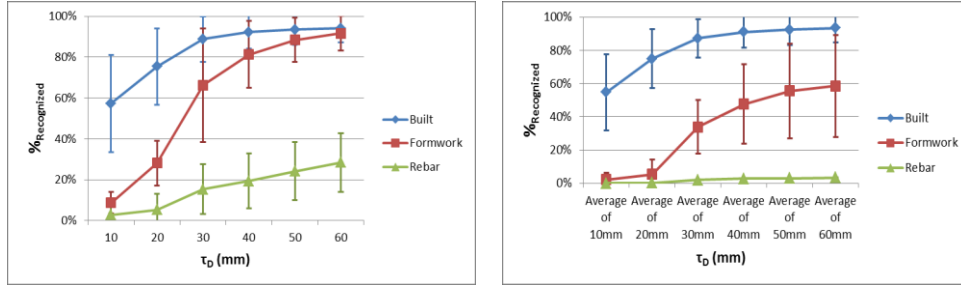 100%
80%
60%
40%
20%
0%
%Recognized
10 20 30 40 50 60
τD (mm)
Built
Formwork
Rebar
100%
80%
60%
40%
20%
0%
%Recognized
Average Average Average Average Average Average
of of of of of of
10mm 20mm 30mm 40mm 50mm 60mm
τD (mm)
Built
Formwork
Rebar